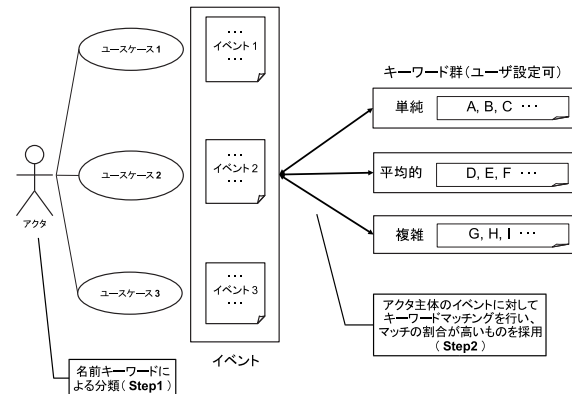 ユースケース1
ユースケース2
ユースケース3
アクタ
名前キーワードに
よる分類(Step1)
・・・
イベント1
・・・
・・・
イベント2
・・・
・・・
イベント3
・・・
イベント
キーワード群(ユーザ設定可)
単純
A, B, C ・・・
平均的
D, E, F ・・・
複雑
G, H, I ・・・
アクタ主体のイベントに対して
キーワードマッチングを行い、
マッチの割合が高いものを採用
(Step2)